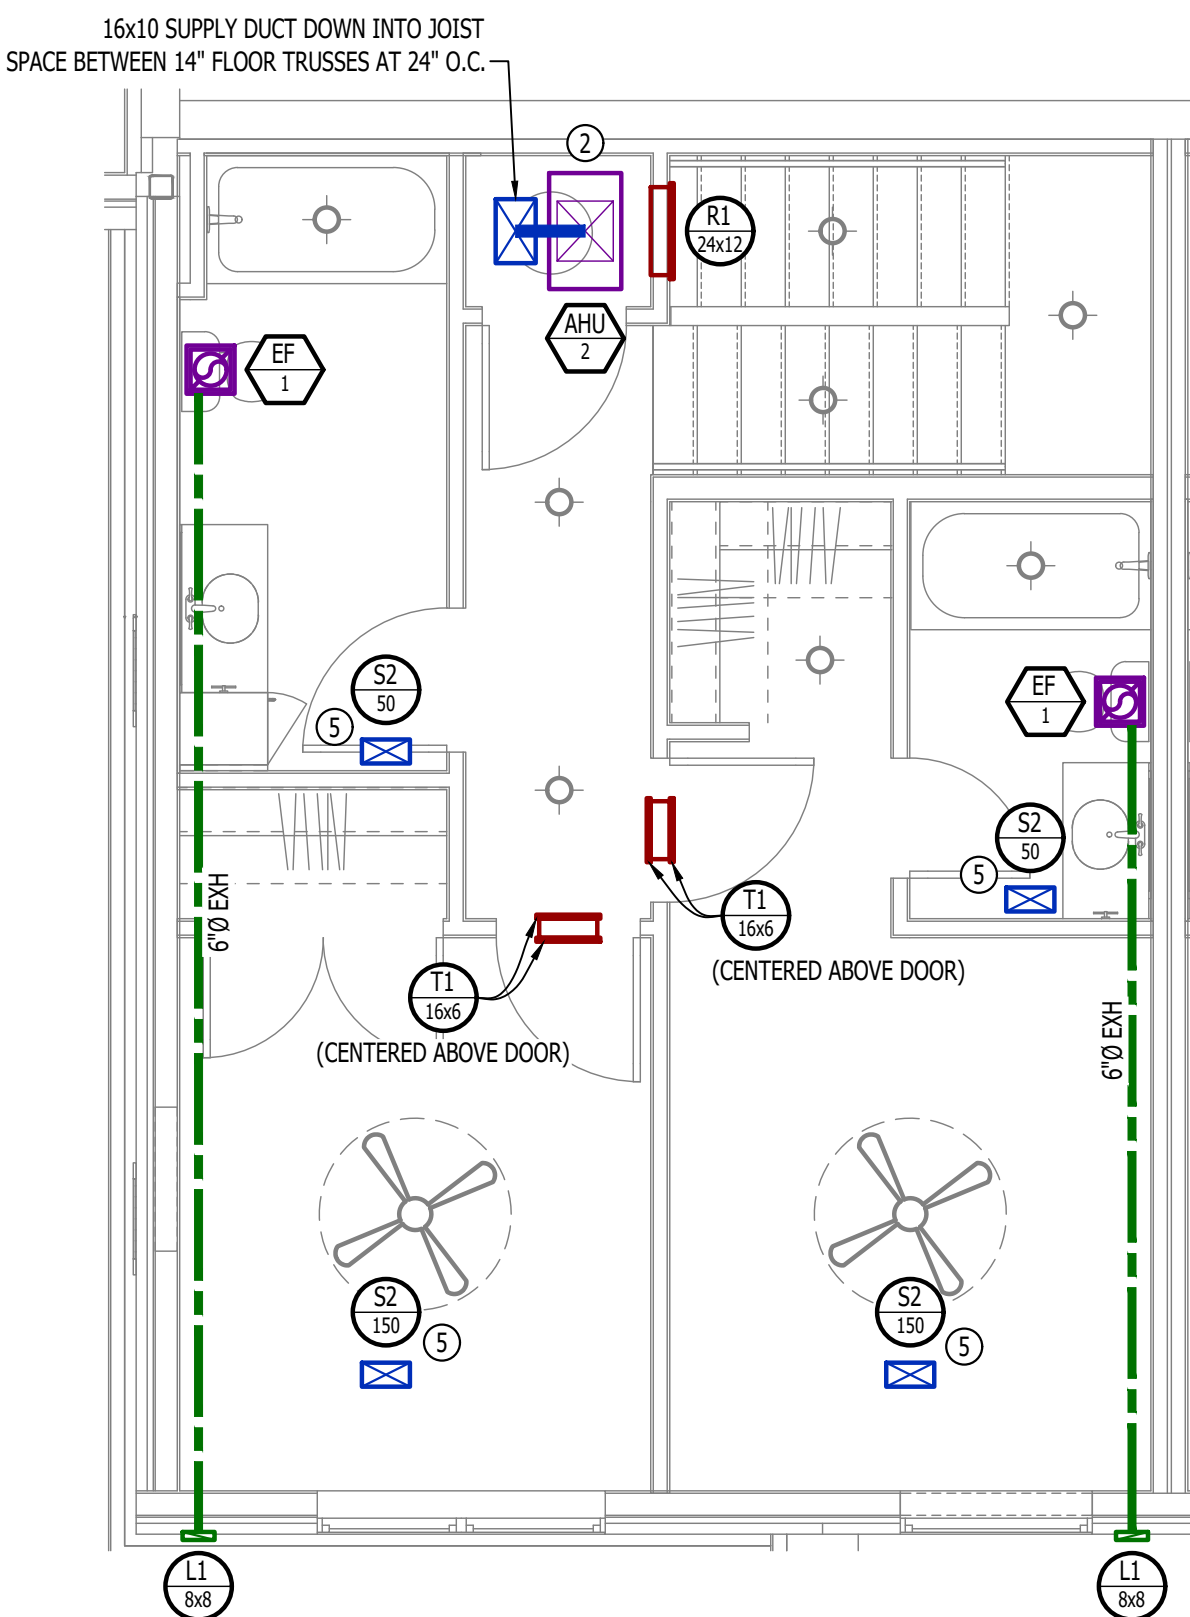 16x10 SUPPLY DUCT DOWN INTO JOIST
SPACE BETWEEN 14" FLOOR TRUSSES AT 24" O.C.
2
R1
24x12
AHU
2
EF
1
S2
50
5
EF
1
S2
50
5
6"Ø EXH
T1
16x6
(CENTERED ABOVE DOOR)
T1
16x6
(CENTERED ABOVE DOOR)
6"Ø EXH
S2
150
5
S2
150
5
L1
8x8
L1
8x8